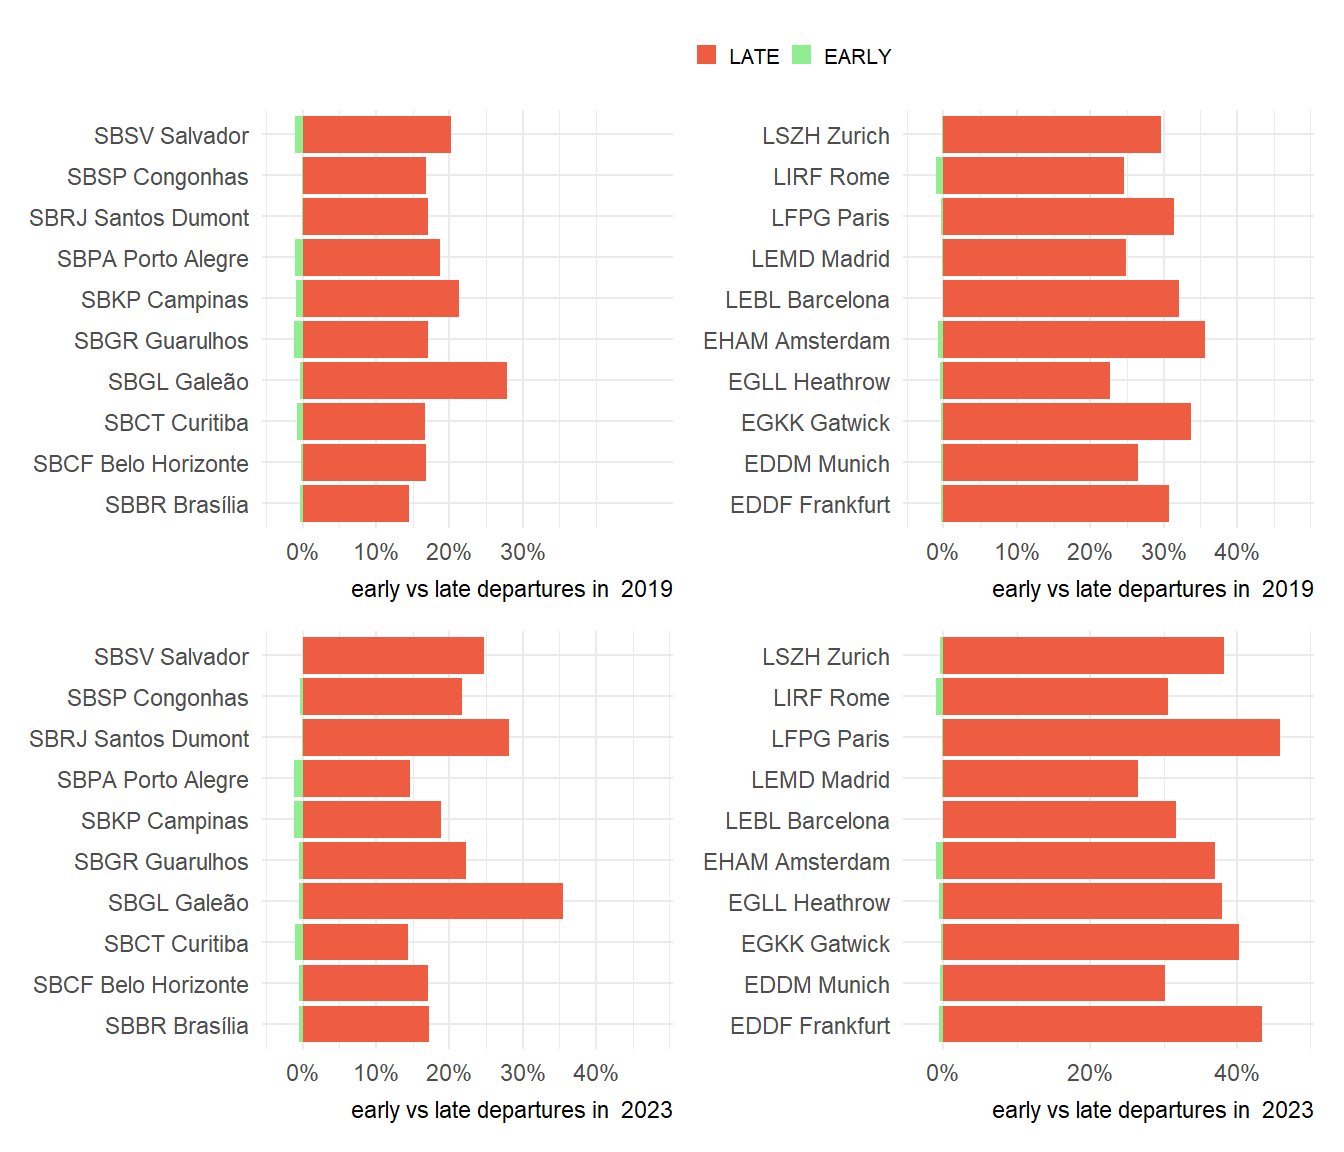 LATE EARLY
SBSV Salvador
SBSP Congonhas
SBRJ Santos Dumont
SBPA Porto Alegre
SBKP Campinas
SBGR Guarulhos
SBGL Galeão
SBCT Curitiba
SBCF Belo Horizonte
SBBR Brasília
0% 10% 20% 30%
early vs late departures in 2019
LSZH Zurich
LIRF Rome
LFPG Paris
LEMD Madrid
LEBL Barcelona
EHAM Amsterdam
EGLL Heathrow
EGKK Gatwick
EDDM Munich
EDDF Frankfurt
0% 10% 20% 30% 40%
early vs late departures in 2019
SBSV Salvador
SBSP Congonhas
SBRJ Santos Dumont
SBPA Porto Alegre
SBKP Campinas
SBGR Guarulhos
SBGL Galeão
SBCT Curitiba
SBCF Belo Horizonte
SBBR Brasília
0% 10% 20% 30% 40%
early vs late departures in 2023
LSZH Zurich
LIRF Rome
LFPG Paris
LEMD Madrid
LEBL Barcelona
EHAM Amsterdam
EGLL Heathrow
EGKK Gatwick
EDDM Munich
EDDF Frankfurt
0% 20% 40%
early vs late departures in 2023